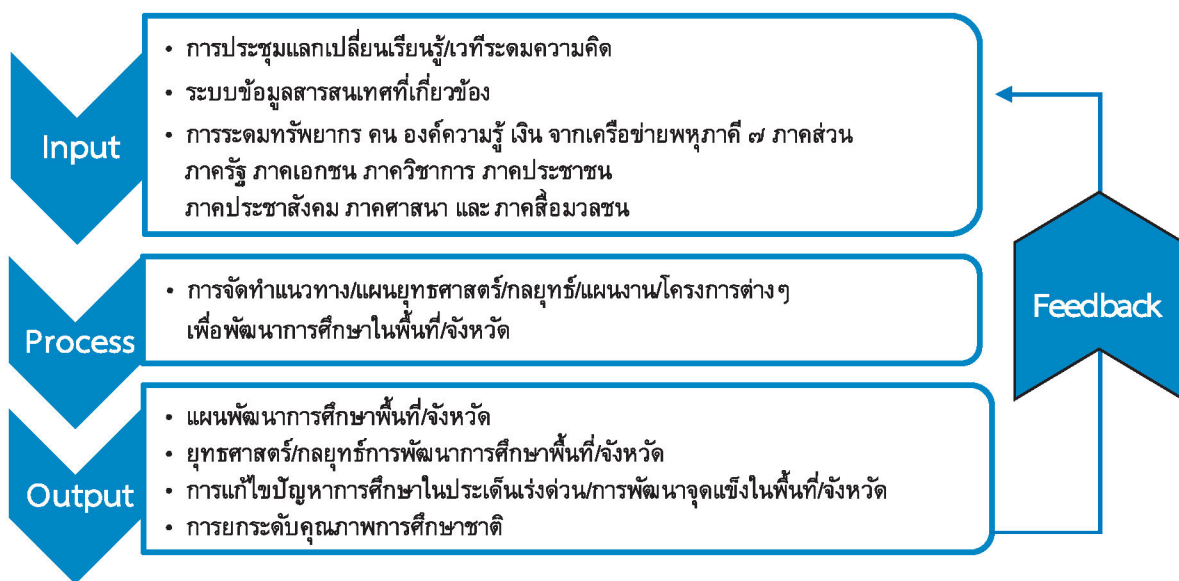 Input
• การประชุมแลกเปลี่ยนเรียนรู้/เวทีระดมความคิด
• ระบบข้อมูลสารสนเทศที่เกี่ยวข้อง
• การระดมทรัพยากร คน องค์ความรู้ เงิน จากเครือข่ายพหุภาคี ๗ ภาคส่วน
ภาครัฐ ภาคเอกชน ภาควิชาการ ภาคประชาชน
ภาคประชาสังคม ภาคศาสนา และ ภาคสื่อมวลชน
Process
• การจัดทำแนวทาง/แผนยุทธศาสตร์/กลยุทธ์/แผนงาน/โครงการต่างๆ
เพื่อพัฒนาการศึกษาในพื้นที่/จังหวัด
Output
• แผนพัฒนาการศึกษาพื้นที่/จังหวัด
• ยุทธศาสตร์/กลยุทธ์การพัฒนาการศึกษาพื้นที่/จังหวัด
• การแก้ไขปัญหาการศึกษาในประเด็นเร่งด่วน/การพัฒนาจุดแข็งในพื้นที่/จังหวัด
• การยกระดับคุณภาพการศึกษาชาติ
Feedback